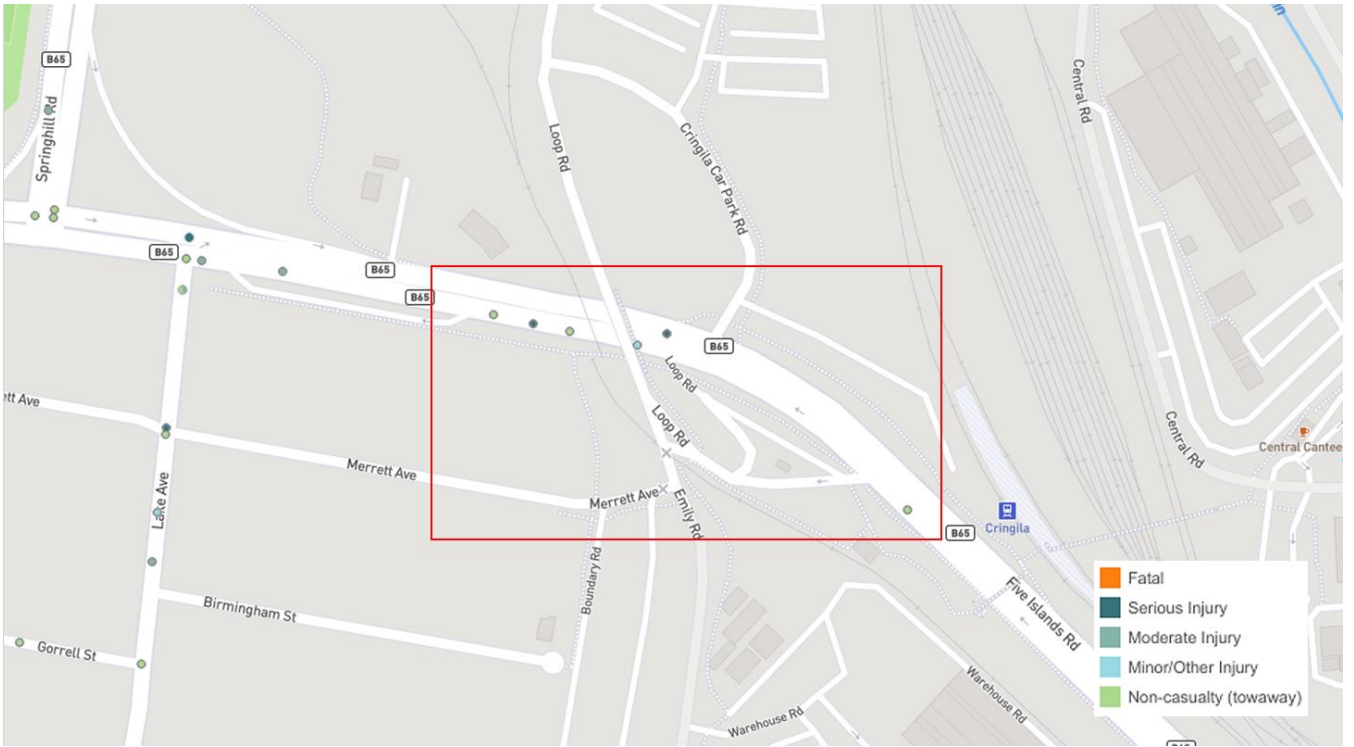 B65
Springhill Rd
Loop Rd
Cringila Car Park Rd
Central Rd
B65
B65
B65
B65
Loop Rd
Loop Rd
Merrett Ave
Merrett Ave
Lake Ave
Emily Rd
Boundary Rd
Birmingham St
Gorrell St
Central Rd
Central Cantee
Cringila
B65
Five Islands Rd
Warehouse Rd
Warehouse Rd
Fatal
Serious Injury
Moderate Injury
Minor/Other Injury
Non-casualty (towaway)